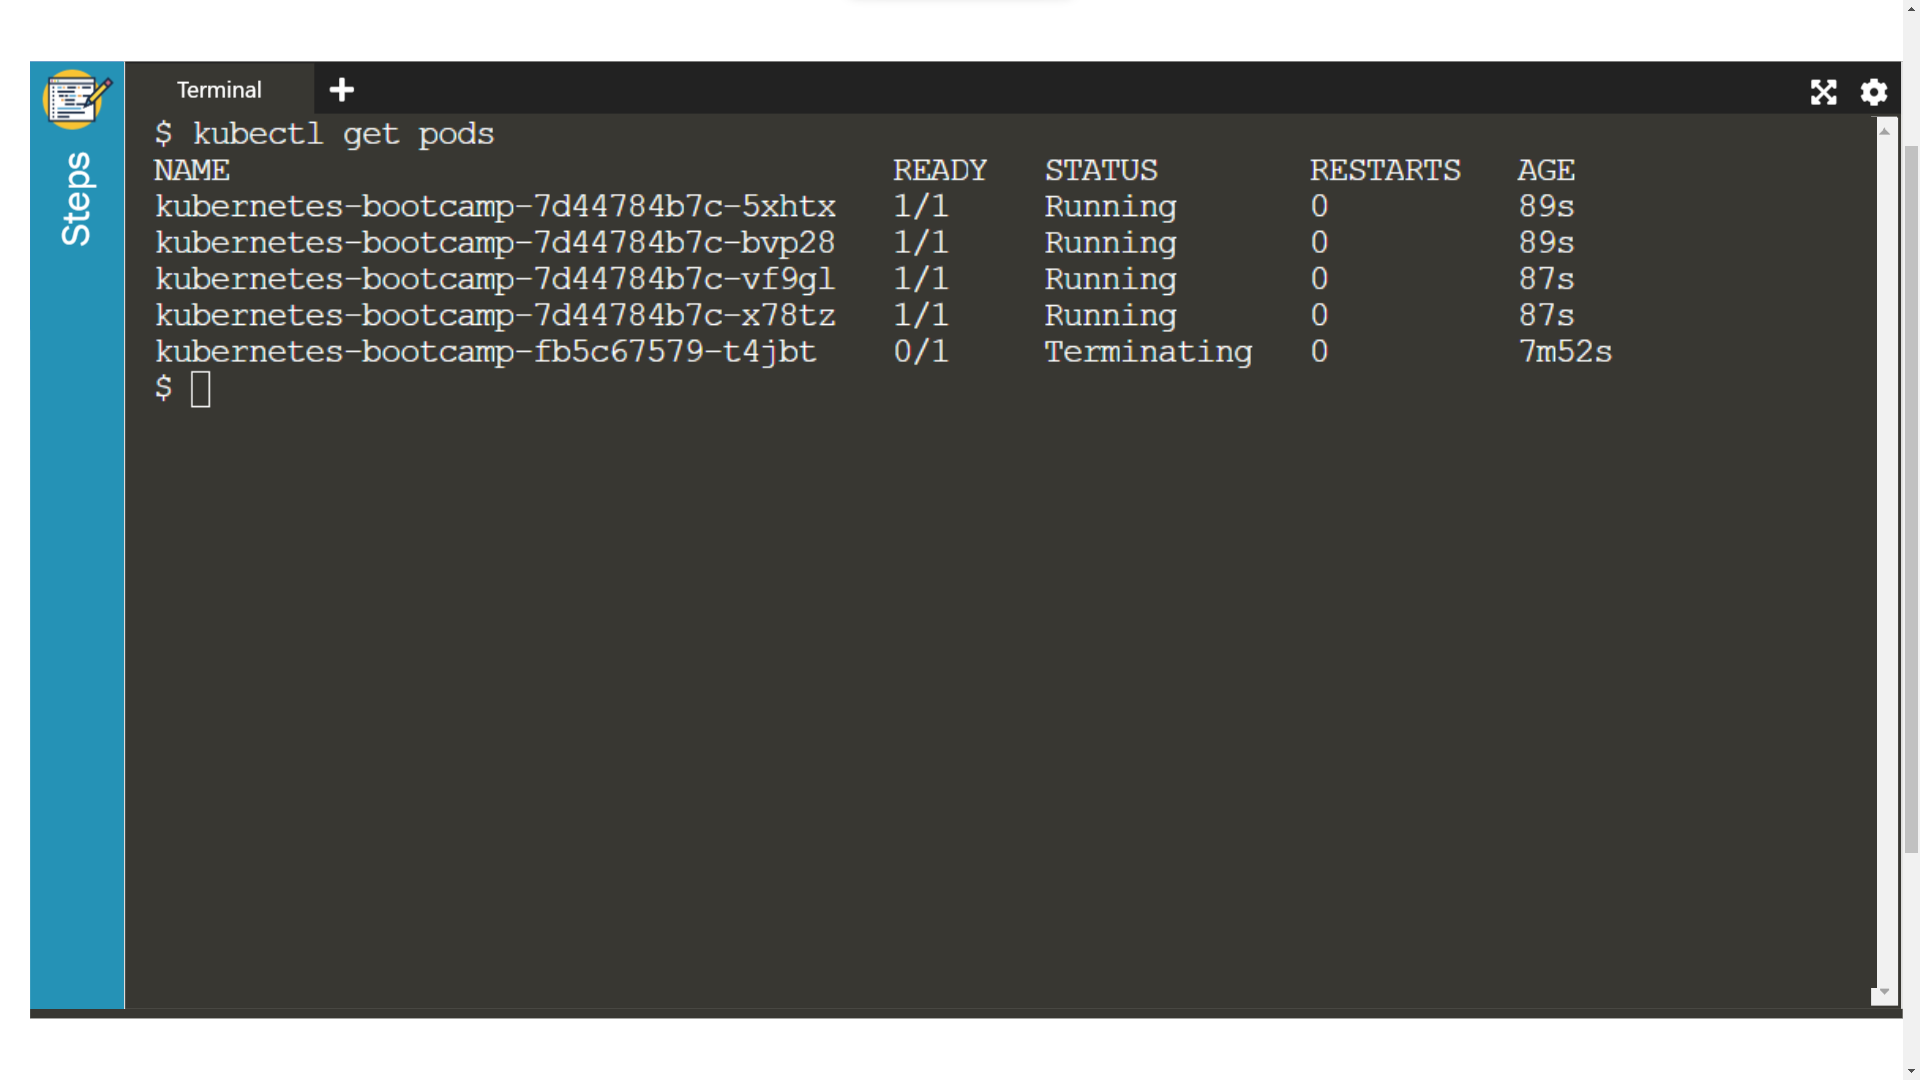 Terminal
Steps
$ kubectl get pods
NAME READY STATUS RESTARTS AGE
kubernetes-bootcamp-7d44784b7c-5xhtx 1/1 Running 0 89s
kubernetes-bootcamp-7d44784b7c-bvp28 1/1 Running 0 89s
kubernetes-bootcamp-7d44784b7c-vf9gl 1/1 Running 0 87s
kubernetes-bootcamp-7d44784b7c-x78tz 1/1 Running 0 87s
kubernetes-bootcamp-fb5c67579-t4jbt 0/1 Terminating 0 7m52s
$